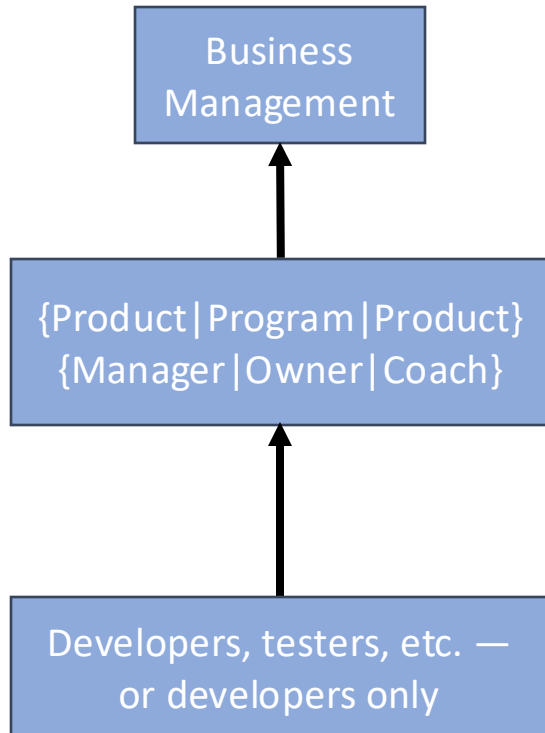 Business
Management
{Product|Program|Product}
{Manager|Owner|Coach}
Developers, testers, etc. —
or developers only